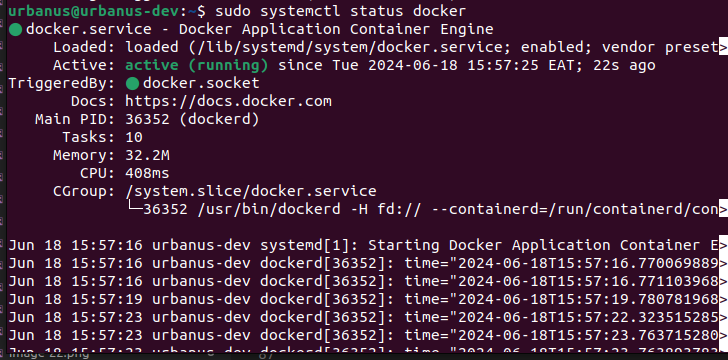 urbanus@urbanus-dev:~$ sudo systemctl status docker
● docker.service - Docker Application Container Engine
Loaded: loaded (/lib/systemd/system/docker.service; enabled; vendor preset>
Active: active (running) since Tue 2024-06-18 15:57:25 EAT; 22s ago
TriggeredBy: ● docker.socket
Docs: https://docs.docker.com
Main PID: 36352 (dockerd)
Tasks: 10
Memory: 32.2M
CPU: 408ms
CGroup: /system.slice/docker.service
└─36352 /usr/bin/dockerd -H fd:// --containerd=/run/containerd/con>
Jun 18 15:57:16 urbanus-dev systemd[1]: Starting Docker Application Container E>
Jun 18 15:57:16 urbanus-dev dockerd[36352]: time="2024-06-18T15:57:16.770069889>
Jun 18 15:57:16 urbanus-dev dockerd[36352]: time="2024-06-18T15:57:16.771103968>
Jun 18 15:57:19 urbanus-dev dockerd[36352]: time="2024-06-18T15:57:19.780781968>
Jun 18 15:57:23 urbanus-dev dockerd[36352]: time="2024-06-18T15:57:22.323515285>
Jun 18 15:57:23 urbanus-dev dockerd[36352]: time="2024-06-18T15:57:23.763715280>